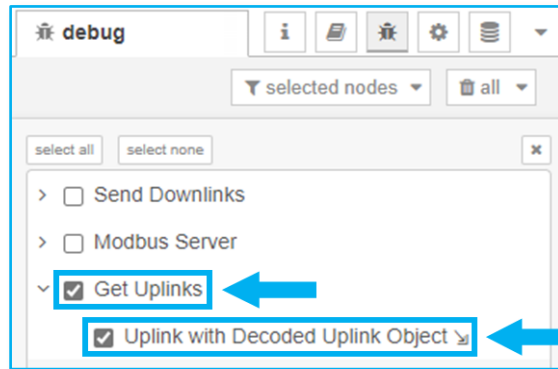 debug
i
selected nodes
all
select all select none
Send Downlinks
Modbus Server
Get Uplinks
Uplink with Decoded Uplink Object